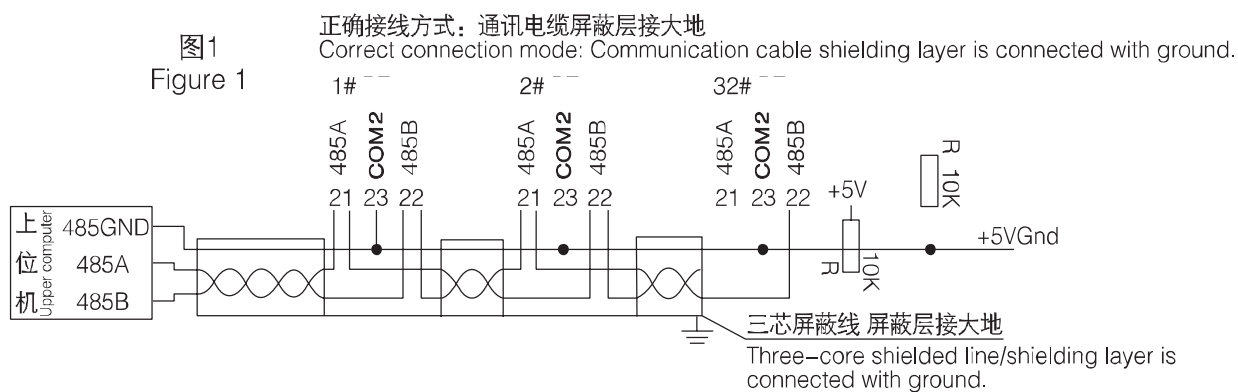 正确接线方式：通讯电缆屏蔽层接大地
Correct connection mode: Communication cable shielding layer is connected with ground.
图1
Figure 1
1#
2#
32#
485A COM2 485B
485A COM2 485B
485A COM2 485B
21 23 22
21 23 22
21 23 22
+5V
R 10K
R 10K
+5VGnd
上位机
Upper computer
485GND
485A
485B
三芯屏蔽线 屏蔽层接大地
Three-core shielded line/shielding layer is
connected with ground.